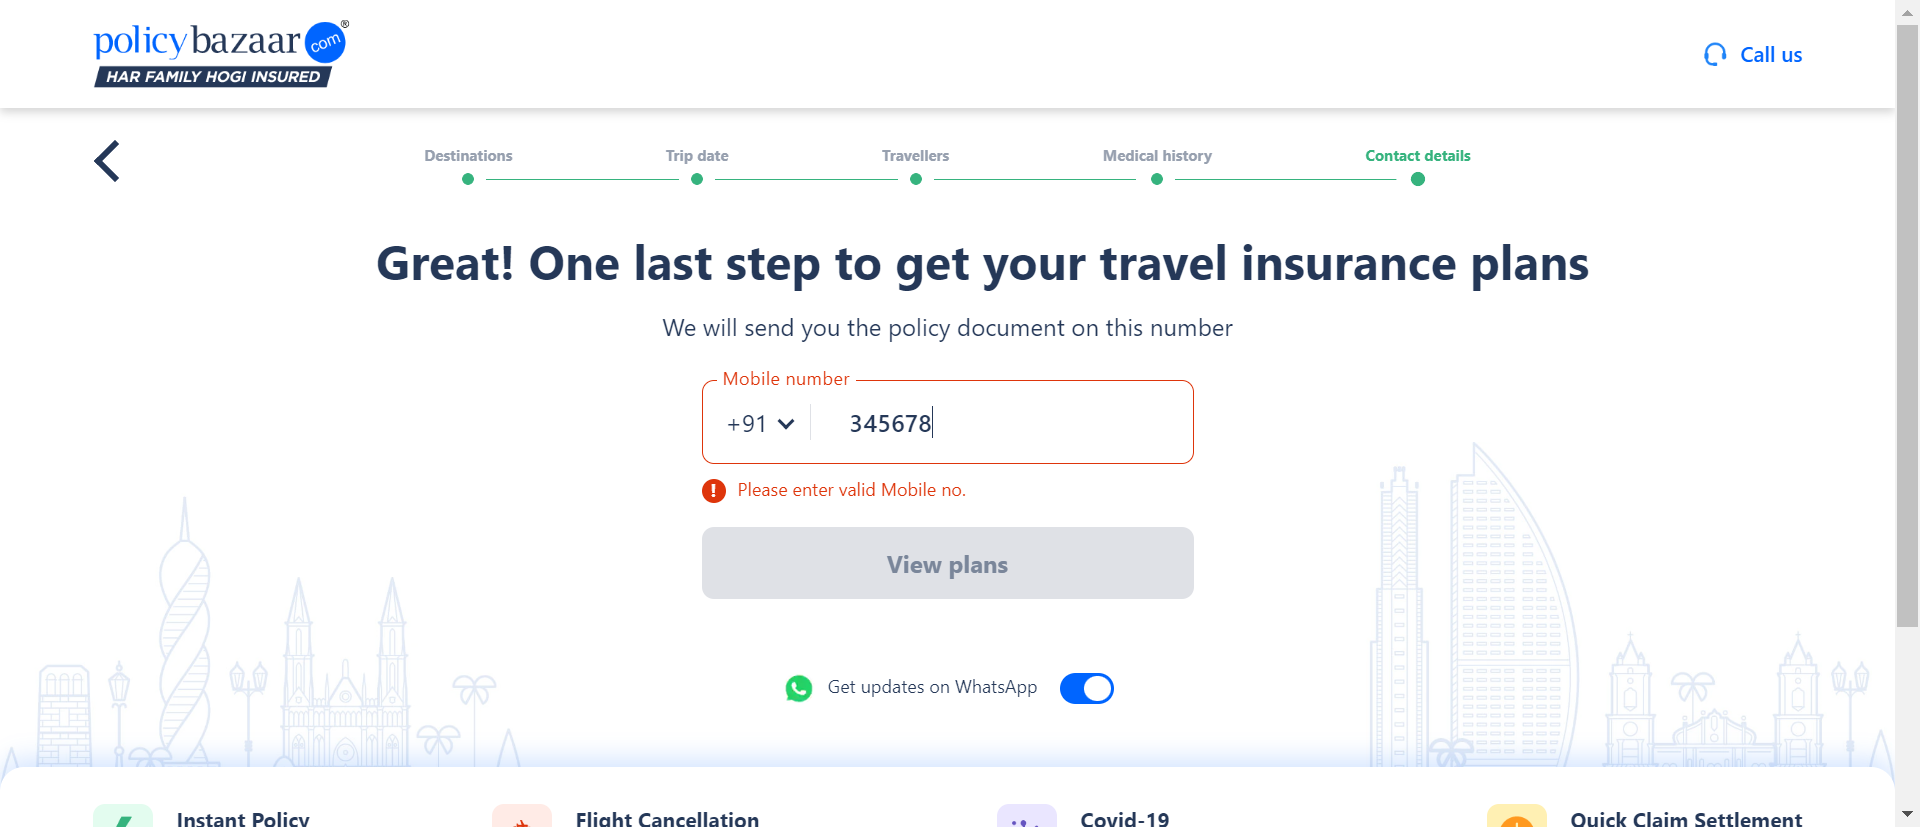 policybazaar com ®
HAR FAMILY HOGI INSURED
Call us
Destinations
Trip date
Travellers
Medical history
Contact details
Great! One last step to get your travel insurance plans
We will send you the policy document on this number
Mobile number
+91 345678
Please enter valid Mobile no.
View plans
Get updates on WhatsApp
Instant Policy
Flight Cancellation
Covid-19
Quick Claim Settlement